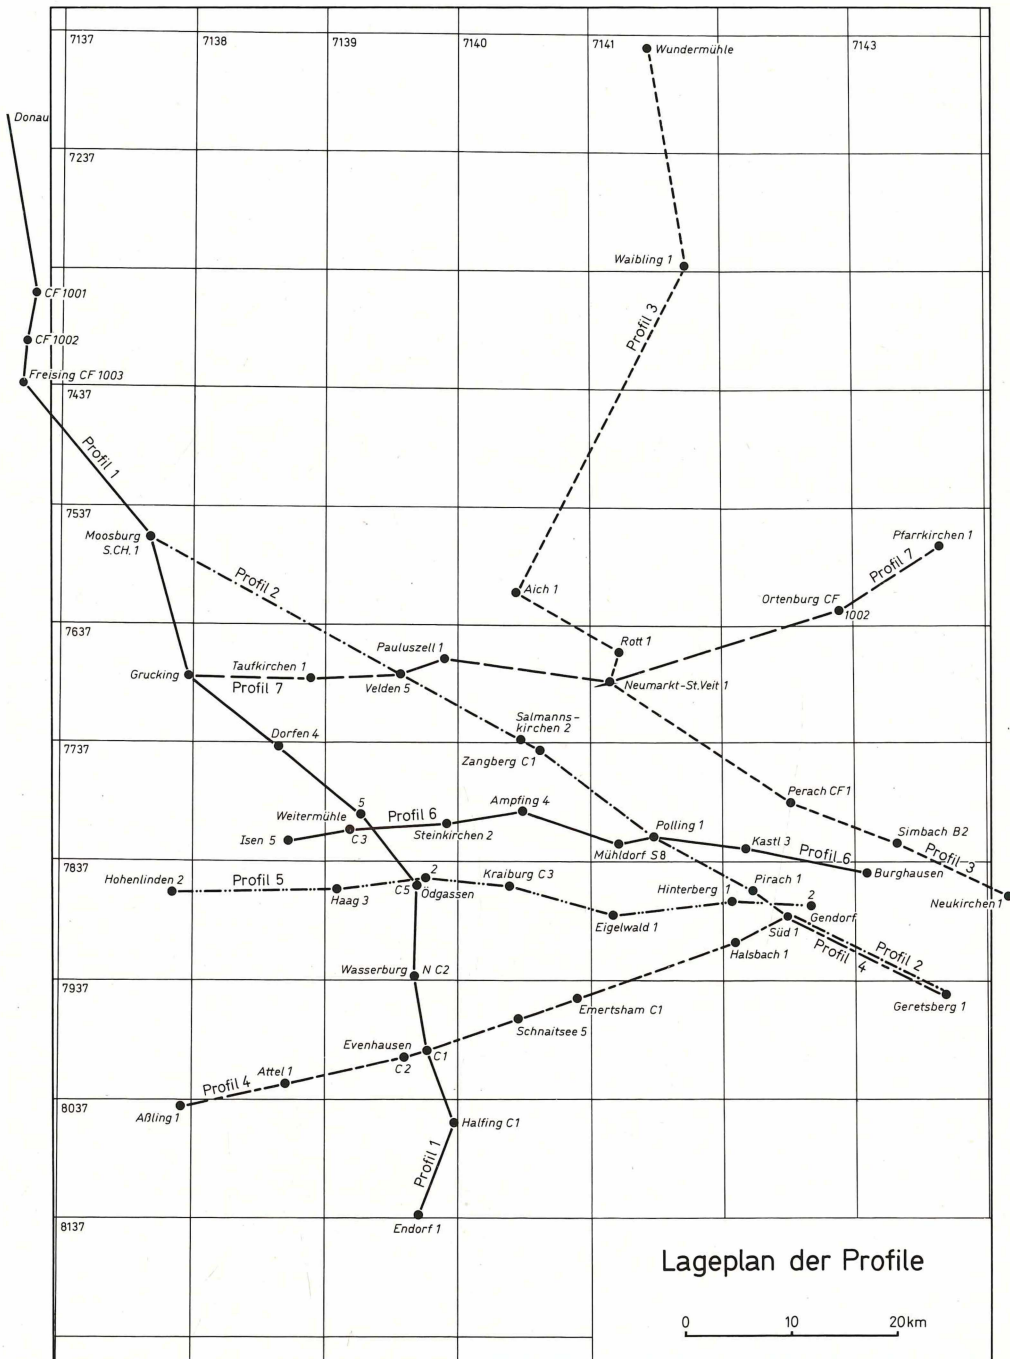 7137
7138
7139
7140
7141
7143
Wundermühle
Donau
7237
Waibling 1
CF 1001
Profil 3
CF 1002
Freising CF 1003
7437
Profil 1
7537
Moosburg
S.CH. 1
Pfarrkirchen 1
Profil 7
Profil 2
Aich 1
Ortenburg CF
1002
7637
Rott 1
Pauluszell 1
Taufkirchen 1
Grucking
Profil 7
Velden 5
Neumarkt-St.Veit 1
Salmanns-
kirchen 2
Dorfen 4
7737
Zangberg C1
Perach CF1
Ampfing 4
5
Weitermühle
Profil 6
C3
Steinkirchen 2
Isen 5
Polling 1
Simbach B2
Mühldorf S8
Kastl 3
Profil 6
Profil 3
7837
Burghausen
Hohenlinden 2
Profil 5
2
Kraiburg C3
Pirach 1
C5
Ödgassen
Haag 3
Hinterberg 1
2
Neukirchen 1
Gendorf
Eigelwald 1
Süd 1
Halsbach 1
Profil 2
Profil 4
Wasserburg
N C2
7937
Geretsberg 1
Emertsham C1
Schnaitsee 5
Evenhausen
C1
C2
Attel 1
Profil 4
8037
Aßling 1
Halfing C1
Profil 1
8137
Endorf 1
Lageplan der Profile
0
10
20 km